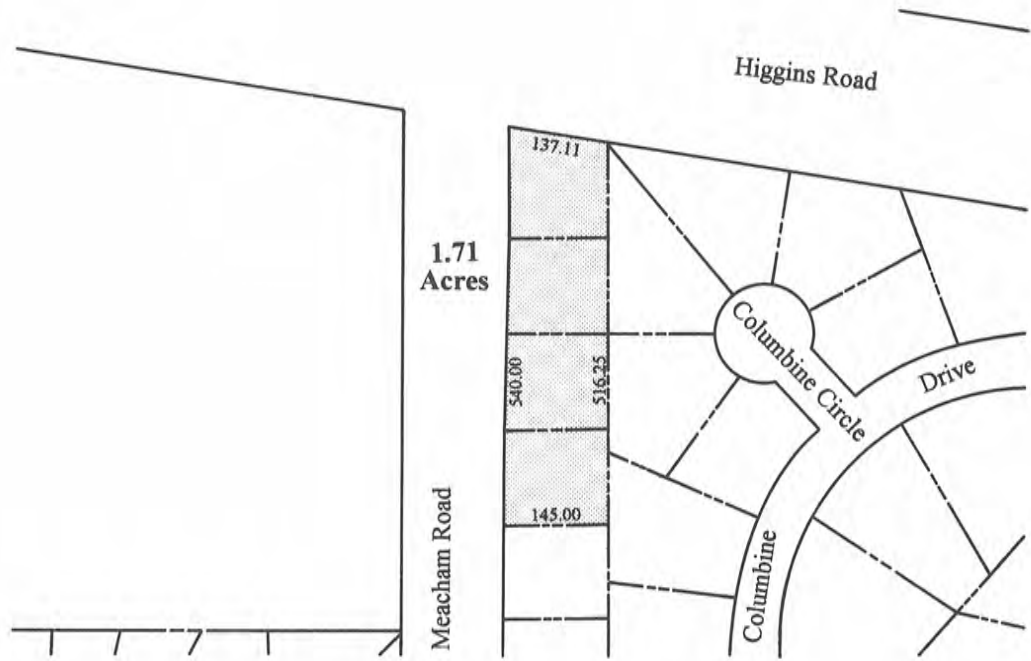 Higgins Road
137.11
1.71
Acres
540.00
516.25
145.00
Meacham Road
Columbine Circle
Drive
Columbine